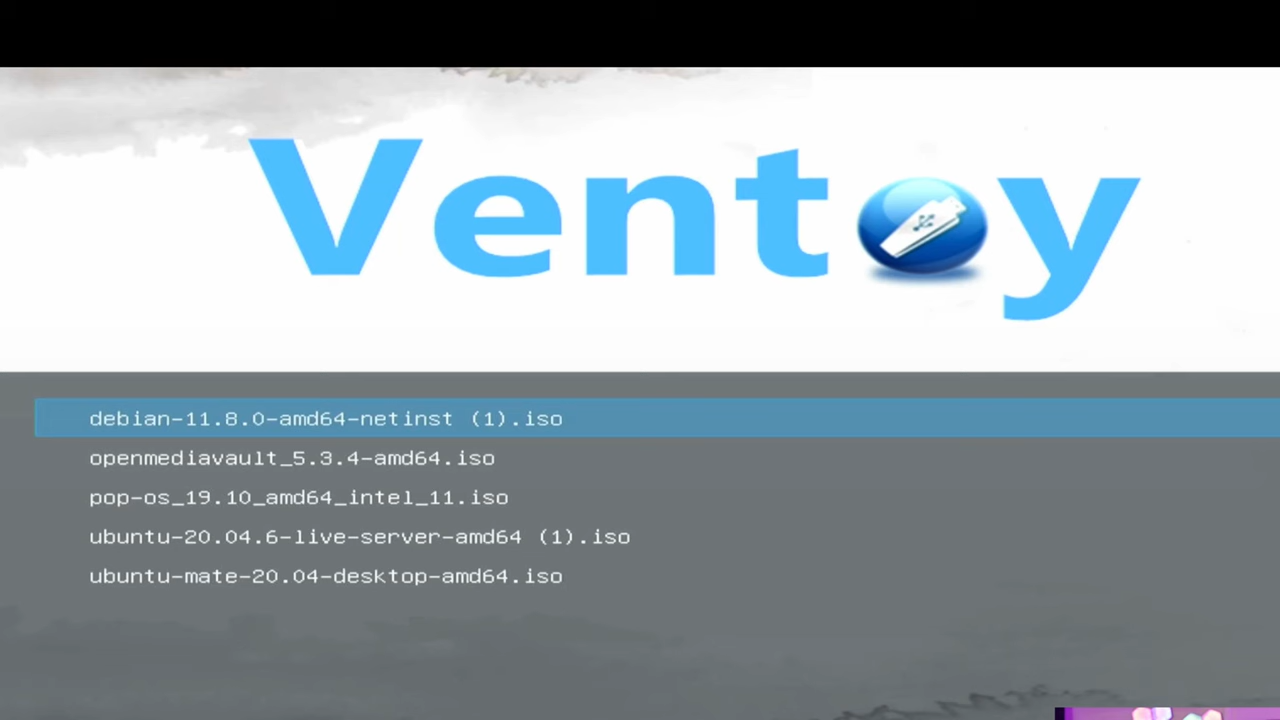 Ventoy
debian-11.8.0-amd64-netinst (1).iso
openmediavault_5.3.4-amd64.iso
pop-os_19.10_amd64_intel_11.iso
ubuntu-20.04.6-live-server-amd64 (1).iso
ubuntu-mate-20.04-desktop-amd64.iso